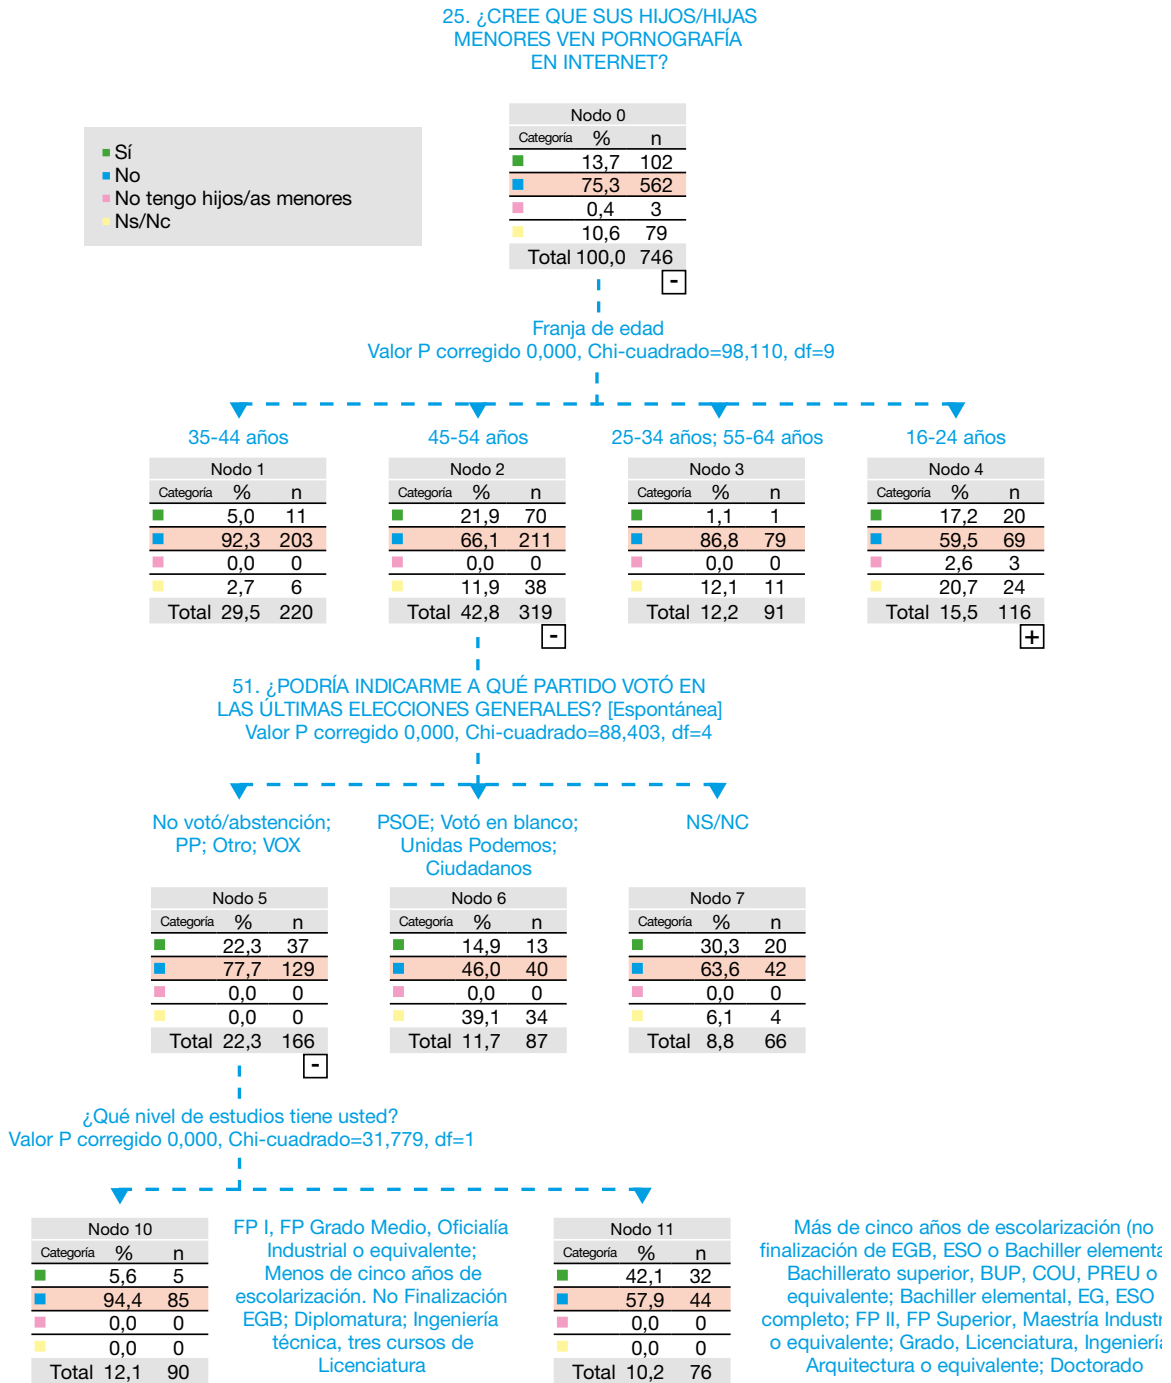 25. ¿CREE QUE SUS HIJOS/HIJAS
MENORES VEN PORNOGRAFÍA
EN INTERNET?
Sí
No
No tengo hijos/as menores
Ns/Nc
Nodo 0
Categoría % n
13,7 102
75,3 562
0,4 3
10,6 79
Total 100,0 746
-
Franja de edad
Valor P corregido 0,000, Chi-cuadrado=98,110, df=9
35-44 años
Nodo 1
Categoría % n
5,0 11
92,3 203
0,0 0
2,7 6
Total 29,5 220
45-54 años
Nodo 2
Categoría % n
21,9 70
66,1 211
0,0 0
11,9 38
Total 42,8 319
-
25-34 años; 55-64 años
Nodo 3
Categoría % n
1,1 1
86,8 79
0,0 0
12,1 11
Total 12,2 91
16-24 años
Nodo 4
Categoría % n
17,2 20
59,5 69
2,6 3
20,7 24
Total 15,5 116
+
51. ¿PODRÍA INDICARME A QUÉ PARTIDO VOTÓ EN
LAS ÚLTIMAS ELECCIONES GENERALES? [Espontánea]
Valor P corregido 0,000, Chi-cuadrado=88,403, df=4
No votó/abstención;
PP; Otro; VOX
Nodo 5
Categoría % n
22,3 37
77,7 129
0,0 0
0,0 0
Total 22,3 166
-
PSOE; Votó en blanco;
Unidas Podemos;
Ciudadanos
Nodo 6
Categoría % n
14,9 13
46,0 40
0,0 0
39,1 34
Total 11,7 87
NS/NC
Nodo 7
Categoría % n
30,3 20
63,6 42
0,0 0
6,1 4
Total 8,8 66
¿Qué nivel de estudios tiene usted?
Valor P corregido 0,000, Chi-cuadrado=31,779, df=1
Nodo 10
Categoría % n
5,6 5
94,4 85
0,0 0
0,0 0
Total 12,1 90
FP I, FP Grado Medio, Oficialía
Industrial o equivalente;
Menos de cinco años de
escolarización. No Finalización
EGB; Diplomatura; Ingeniería
técnica, tres cursos de
Licenciatura
Nodo 11
Categoría % n
42,1 32
57,9 44
0,0 0
0,0 0
Total 10,2 76
Más de cinco años de escolarización (no
finalización de EGB, ESO o Bachiller elementa
Bachillerato superior, BUP, COU, PREU o
equivalente; Bachiller elemental, EG, ESO
completo; FP II, FP Superior, Maestría Industr
o equivalente; Grado, Licenciatura, Ingeniería
Arquitectura o equivalente; Doctorado